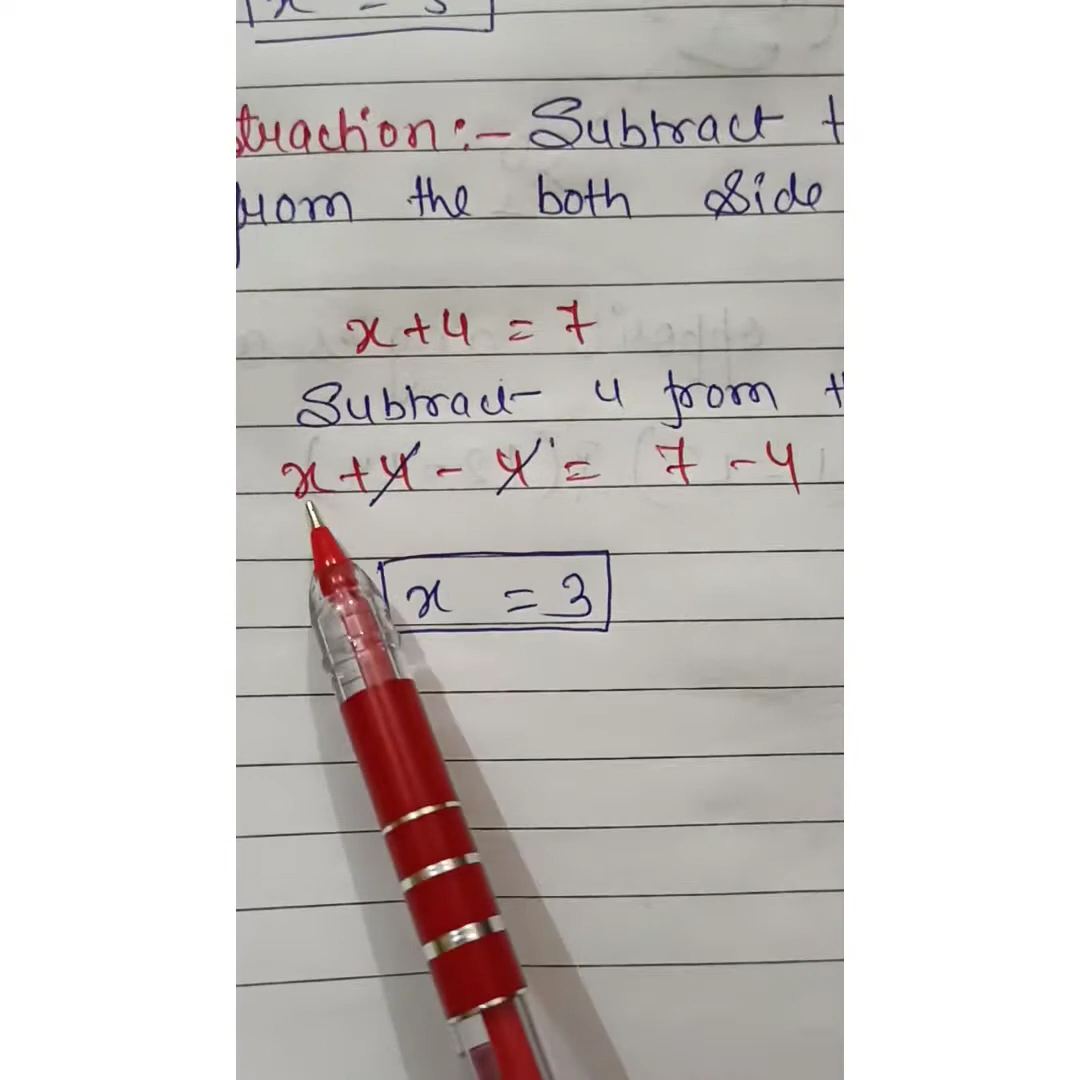 traction:- Subtract t
from the both side
x + 4 = 7
Subtract 4 from t
x + 4 - 4 = 7 - 4
x = 3